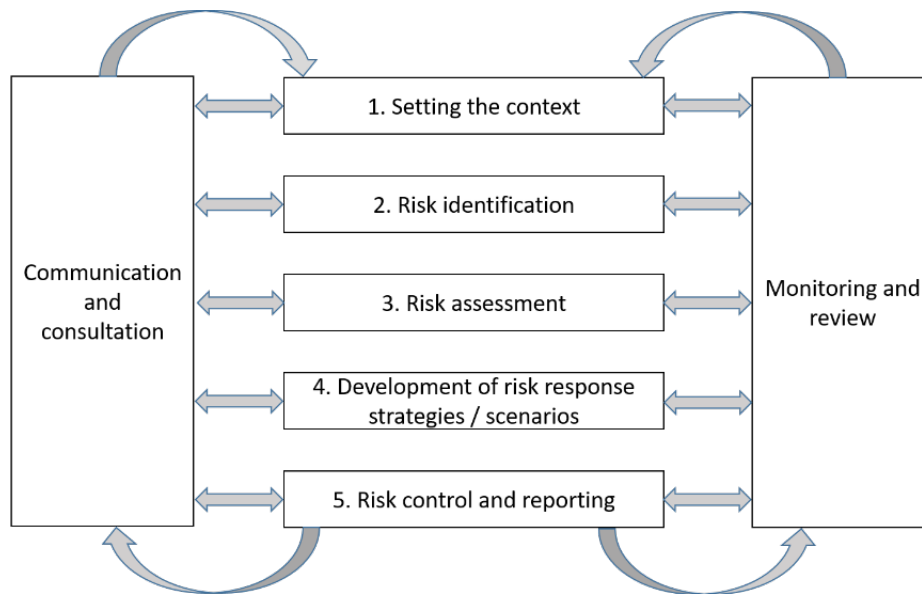 1. Setting the context
2. Risk identification
Communication
and
consultation
3. Risk assessment
Monitoring and
review
4. Development of risk response
strategies / scenarios
5. Risk control and reporting